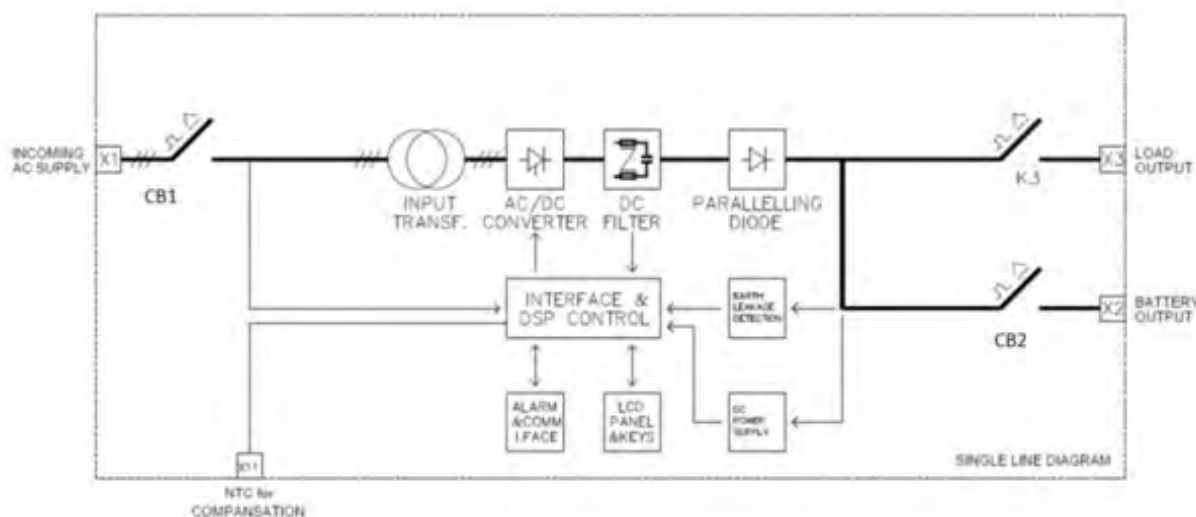 INCOMING
AC SUPPLY
X1
CB1
INPUT
TRANSF.
AC/DC
CONVERTER
DC
FILTER
PARALLELING
DIODE
K3
X3
LOAD
OUTPUT
INTERFACE &
DSP CONTROL
EARTH
LEAKAGE
DETECTION
CB2
X2
BATTERY
OUTPUT
ALARM
&COMM
I.FACE
LCD
PANEL
&KEYS
DC
POWER
SUPPLY
SINGLE LINE DIAGRAM
X11
NTC for
COMPANSATION